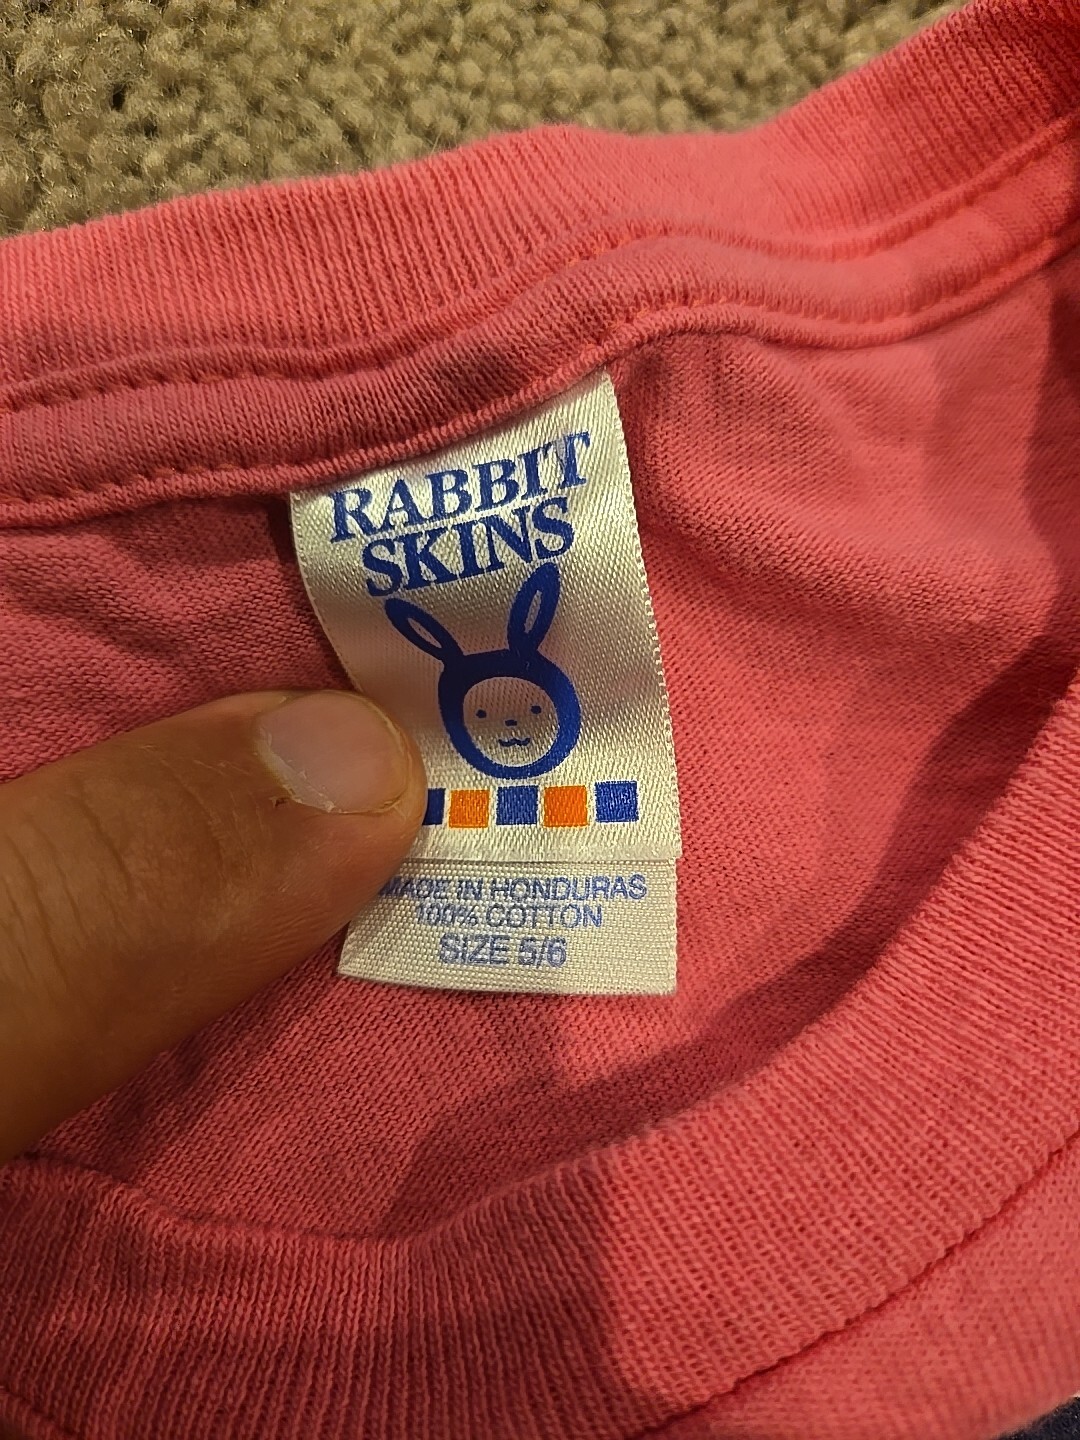 RABBIT
SKINS
MADE IN HONDURAS
100% COTTON
SIZE 5/6